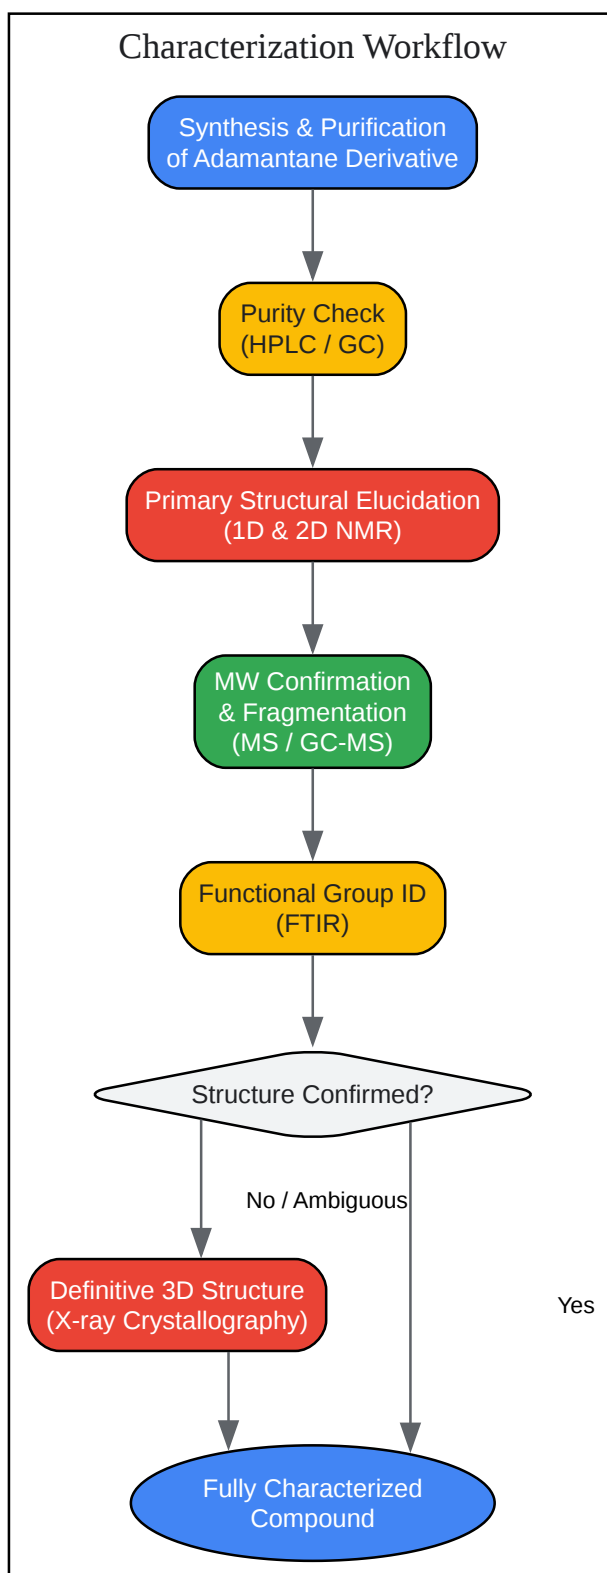 Characterization Workflow
Synthesis & Purification
of Adamantane Derivative
Purity Check
(HPLC / GC)
Primary Structural Elucidation
(1D & 2D NMR)
MW Confirmation
& Fragmentation
(MS / GC-MS)
Functional Group ID
(FTIR)
Structure Confirmed?
No / Ambiguous
Definitive 3D Structure
(X-ray Crystallography)
Yes
Fully Characterized
Compound